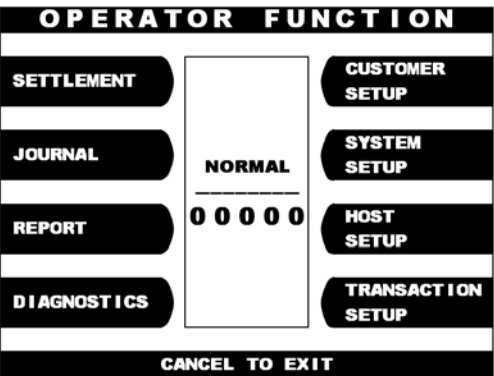 OPERATOR FUNCTION
SETTLEMENT
JOURNAL
REPORT
DIAGNOSTICS
NORMAL
00000
CUSTOMER
SETUP
SYSTEM
SETUP
HOST
SETUP
TRANSACTION
SETUP
CANCEL TO EXIT